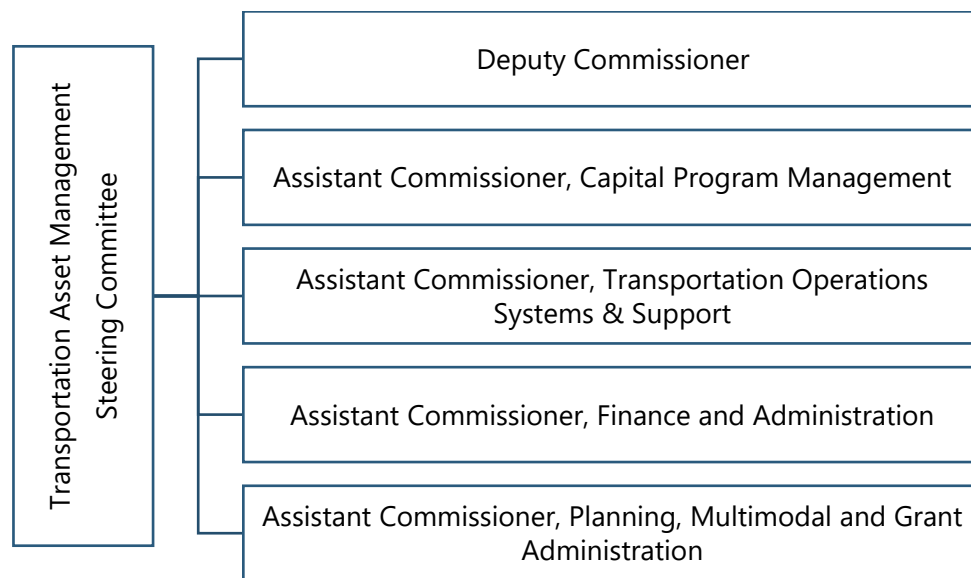 Transportation Asset Management
Steering Committee
Deputy Commissioner
Assistant Commissioner, Capital Program Management
Assistant Commissioner, Transportation Operations
Systems & Support
Assistant Commissioner, Finance and Administration
Assistant Commissioner, Planning, Multimodal and Grant
Administration